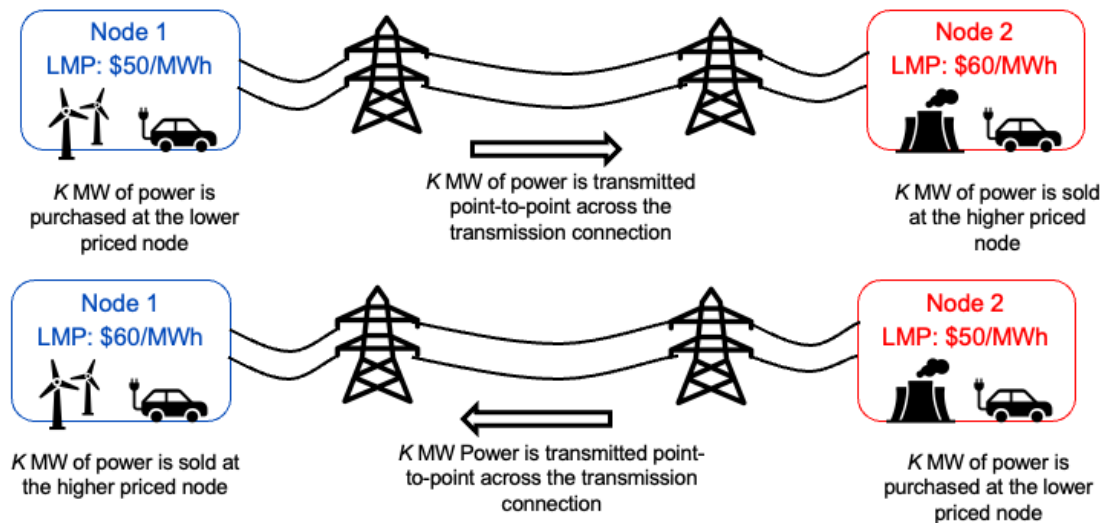 Node 1
LMP: $50/MWh
Node 2
LMP: $60/MWh
K MW of power is
purchased at the lower
priced node
K MW of power is transmitted
point-to-point across the
transmission connection
K MW of power is sold
at the higher priced
node
Node 1
LMP: $60/MWh
Node 2
LMP: $50/MWh
K MW of power is sold at
the higher priced node
K MW Power is transmitted point-
to-point across the transmission
connection
K MW of power is
purchased at the lower
priced node